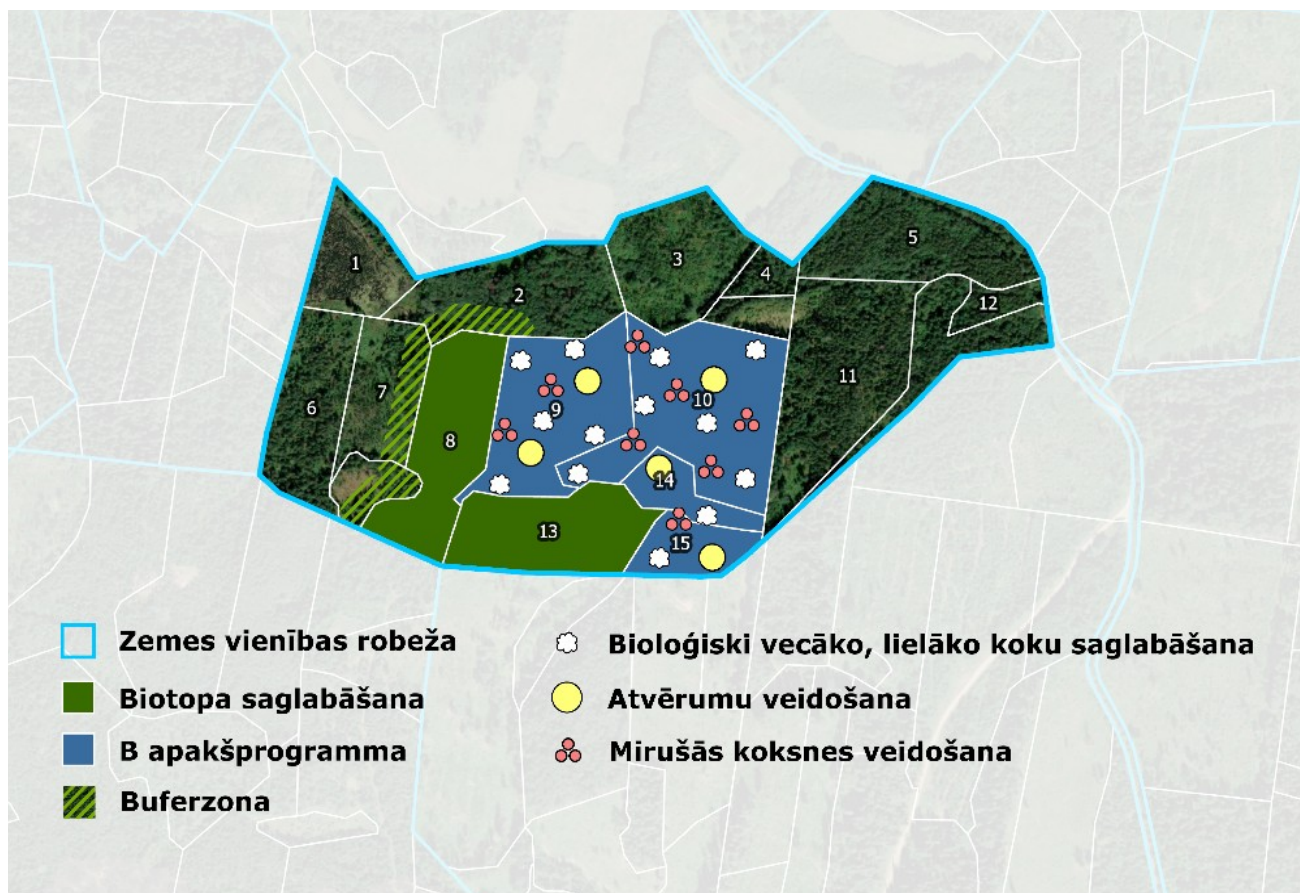 1
2
3
4
5
6
7
8
9
10
11
12
13
14
15
Zemes vienības robeža
Biotopa saglabāšana
B apakšprogramma
Buferzona
Bioloģiski vecāko, lielāko koku saglabāšana
Atvērumu veidošana
Mirušās koksnes veidošana